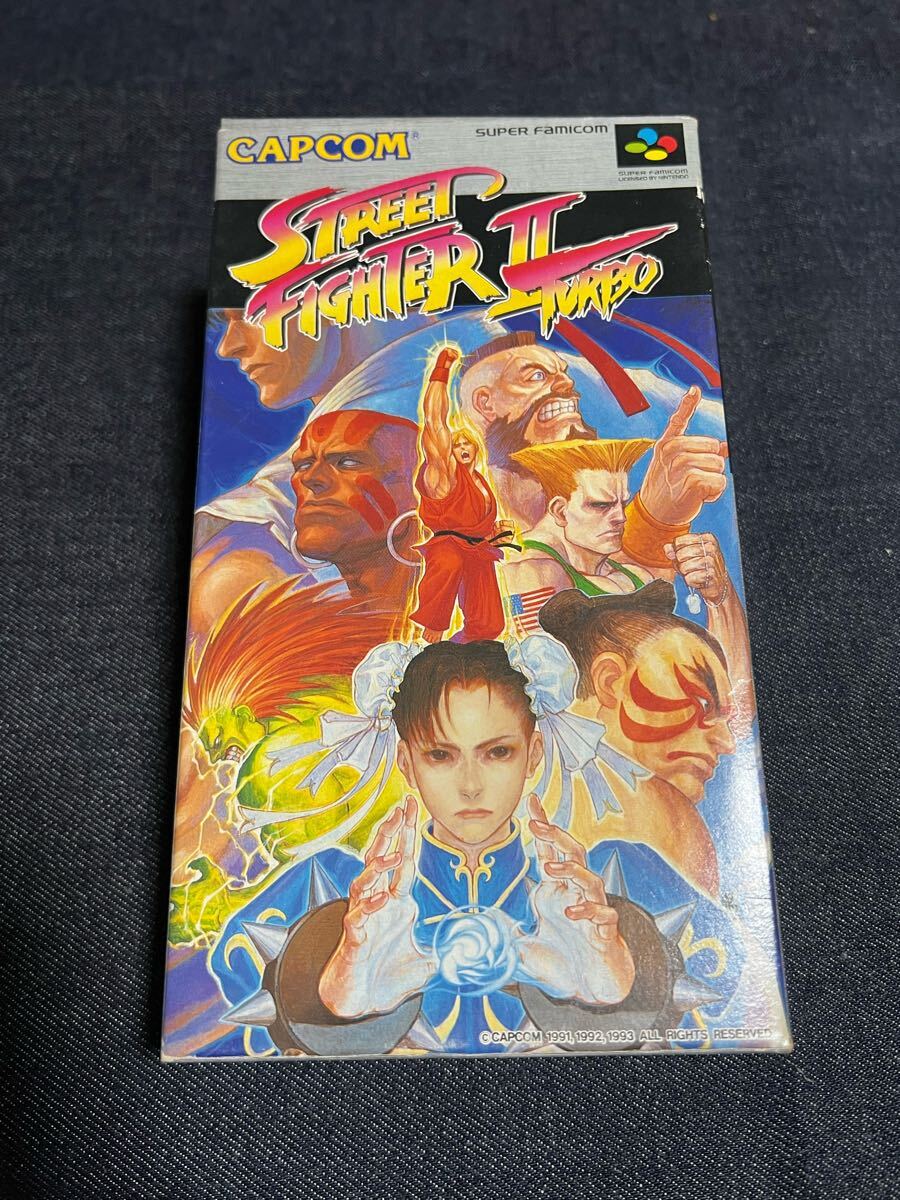 CAPCOM®
SUPER FAMICOM
SUPER FAMICOM
LICENSED BY NINTENDO
STREET
FIGHTER II
TURBO
©CAPCOM 1991, 1992, 1993 ALL RIGHTS RESERVED